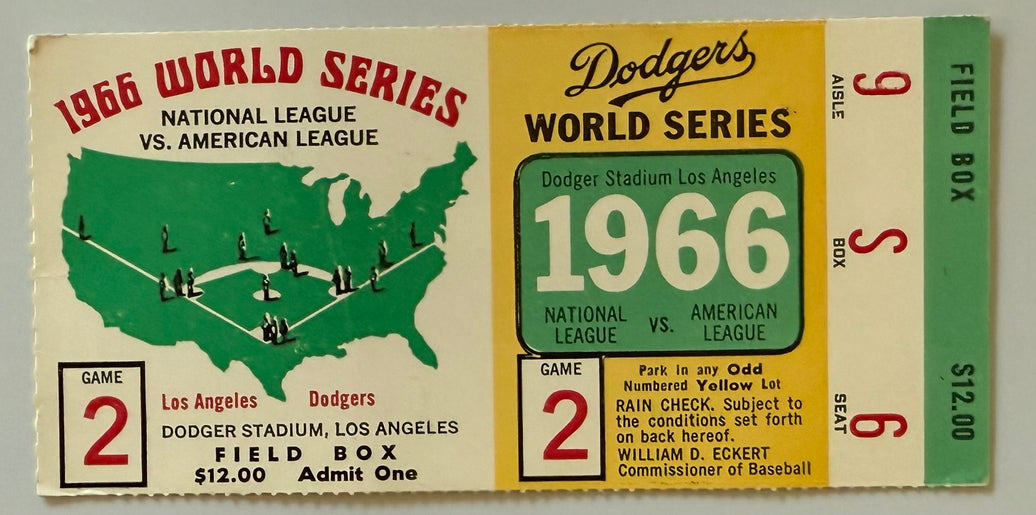 1966 WORLD SERIES
NATIONAL LEAGUE
VS. AMERICAN LEAGUE
GAME
2
Los Angeles Dodgers
DODGER STADIUM, LOS ANGELES
FIELD BOX
$12.00 Admit One
Dodgers
WORLD SERIES
Dodger Stadium Los Angeles
1966
NATIONAL
LEAGUE
VS.
AMERICAN
LEAGUE
GAME
2
Park in any Odd
Numbered Yellow Lot
RAIN CHECK. Subject to
the conditions set forth
on back hereof.
WILLIAM D. ECKERT
Commissioner of Baseball
9
AISLE
S
BOX
6
SEAT
FIELD BOX
$12.00